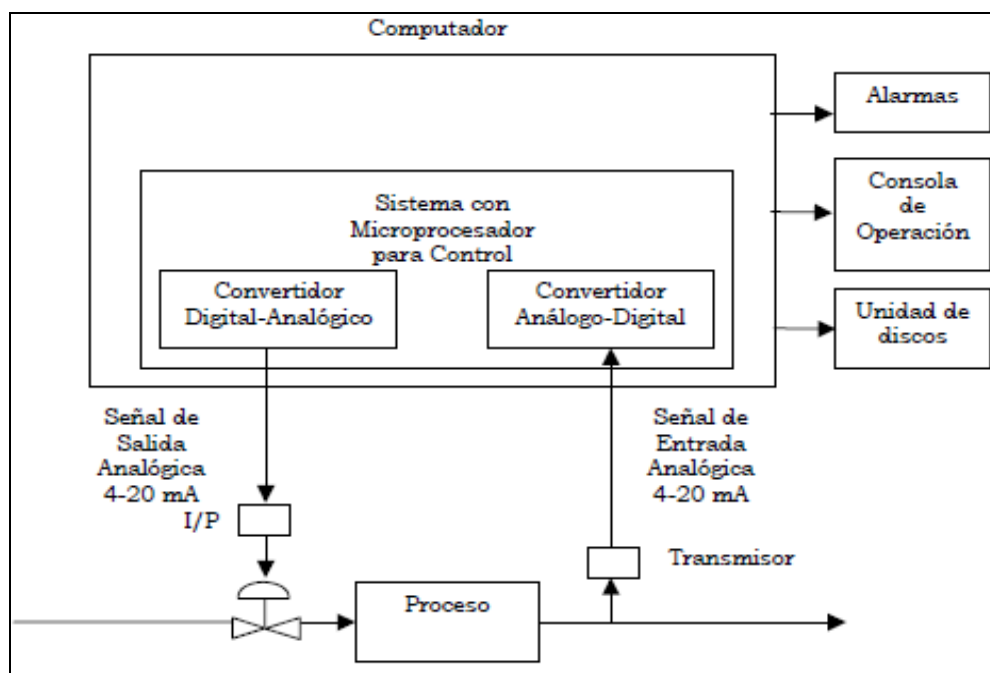 Computador
Alarmas
Consola
de
Operación
Unidad de
discos
Sistema con
Microprocesador
para Control
Convertidor
Digital-Analógico
Convertidor
Análogo-Digital
Señal de
Salida
Analógica
4-20 mA
I/P
Señal de
Entrada
Analógica
4-20 mA
Transmisor
Proceso